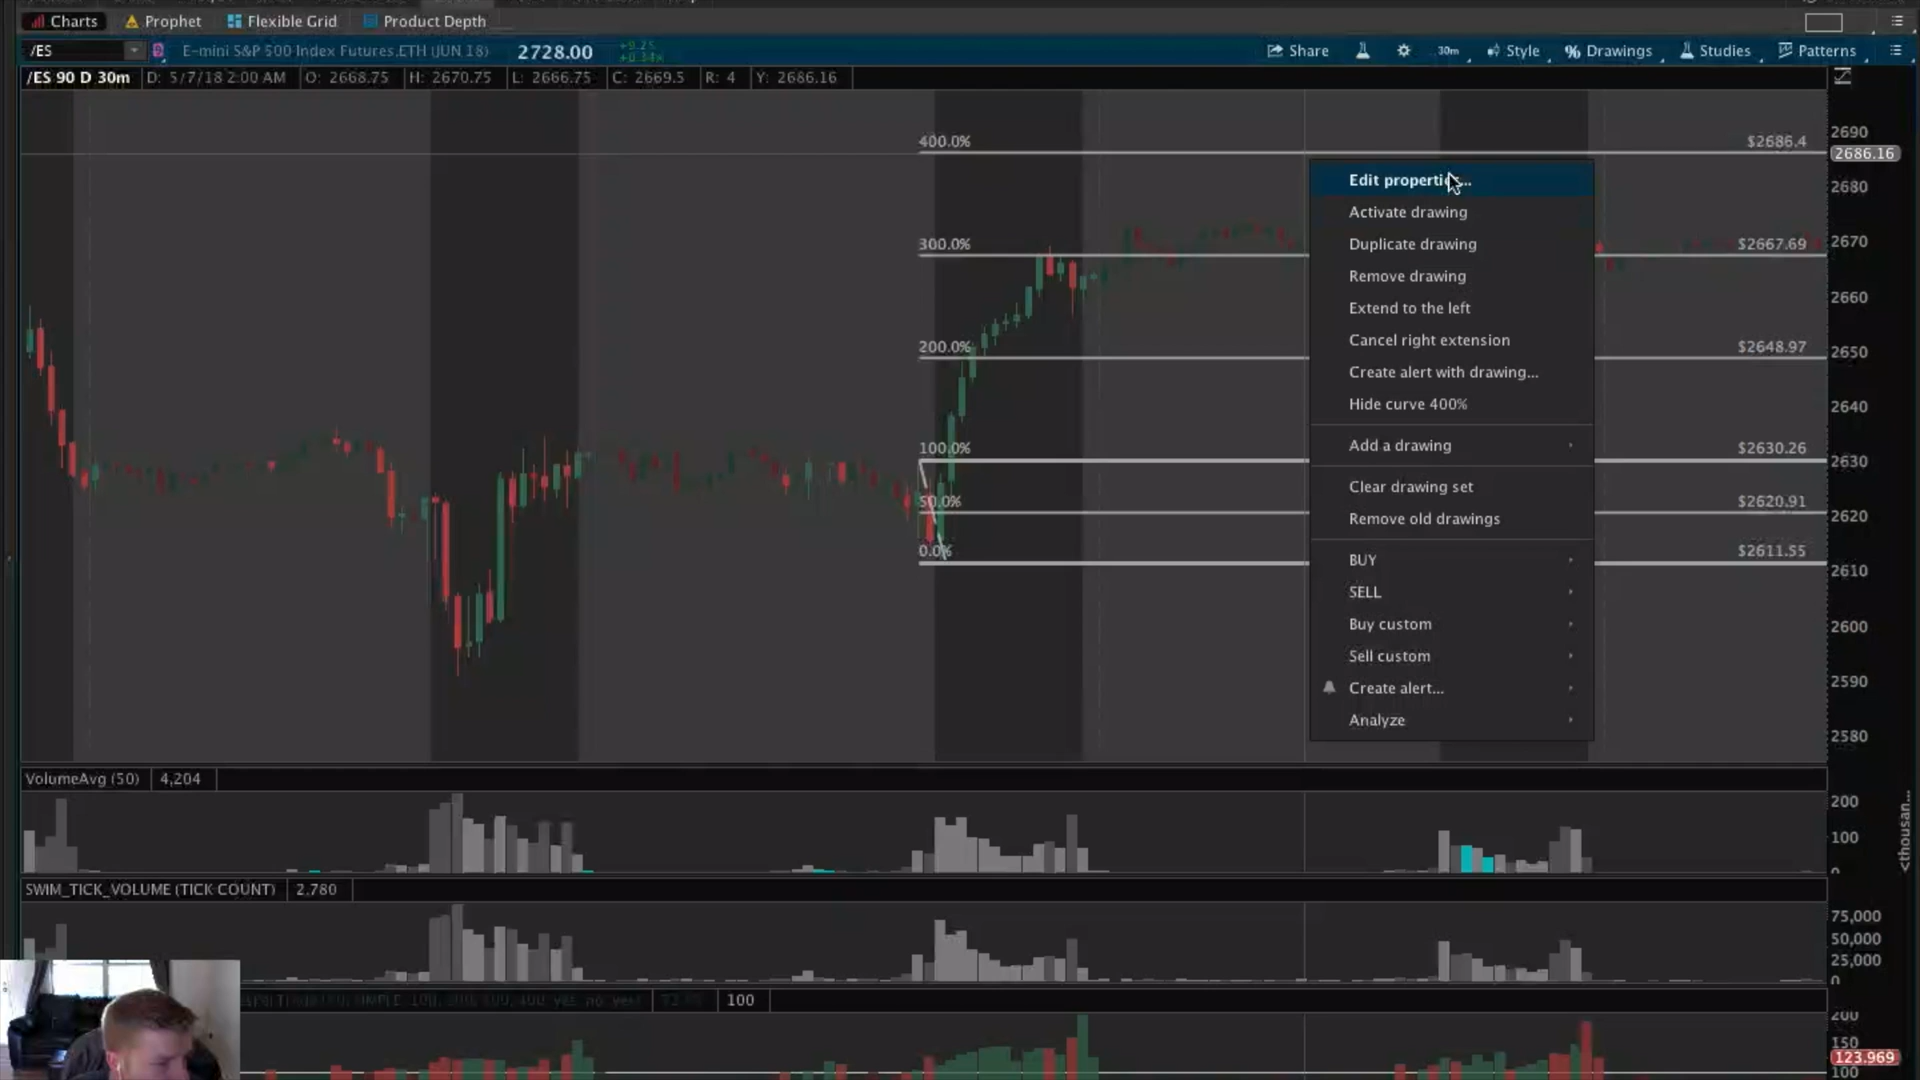 Charts Prophet Flexible Grid Product Depth
/ES E-mini S&P 500 Index Futures,ETH (JUN 18) 2728.00 +9.25 Share 30m Style Drawings Studies Patterns
+0.34%
/ES 90 D 30m D: 5/7/18 2:00 AM O: 2668.75 H: 2670.75 L: 2666.75 C: 2669.5 R: 4 Y: 2686.16
400.0% $2686.4
300.0% $2667.69
200.0% $2648.97
100.0% $2630.26
50.0% $2620.91
0.0% $2611.55
Edit properti...
Activate drawing
Duplicate drawing
Remove drawing
Extend to the left
Cancel right extension
Create alert with drawing...
Hide curve 400%
Add a drawing
Clear drawing set
Remove old drawings
BUY
SELL
Buy custom
Sell custom
Create alert...
Analyze
2690
2686.16
2680
2670
2660
2650
2640
2630
2620
2610
2600
2590
2580
VolumeAvg (50) 4,204
200
100
0
<thousan...
SWIM_TICK_VOLUME (TICK COUNT) 2,780
75,000
50,000
25,000
0
100
200
150
123.969
100